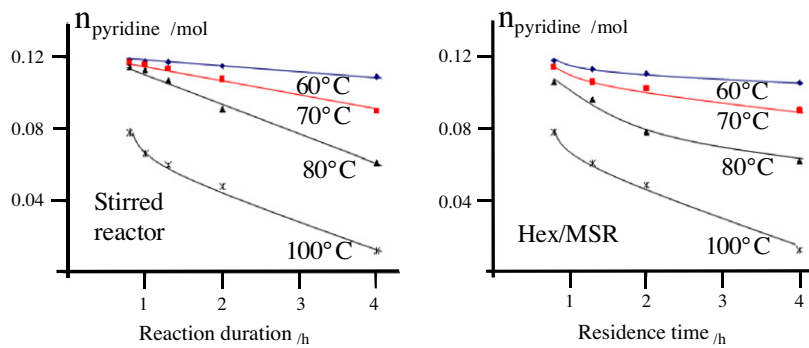 n pyridine /mol
0.12
0.08
0.04
60°C
70°C
80°C
100°C
Stirred
reactor
1 2 3 4
Reaction duration /h
n pyridine /mol
0.12
0.08
0.04
60°C
70°C
80°C
100°C
Hex/MSR
1 2 3 4
Residence time /h